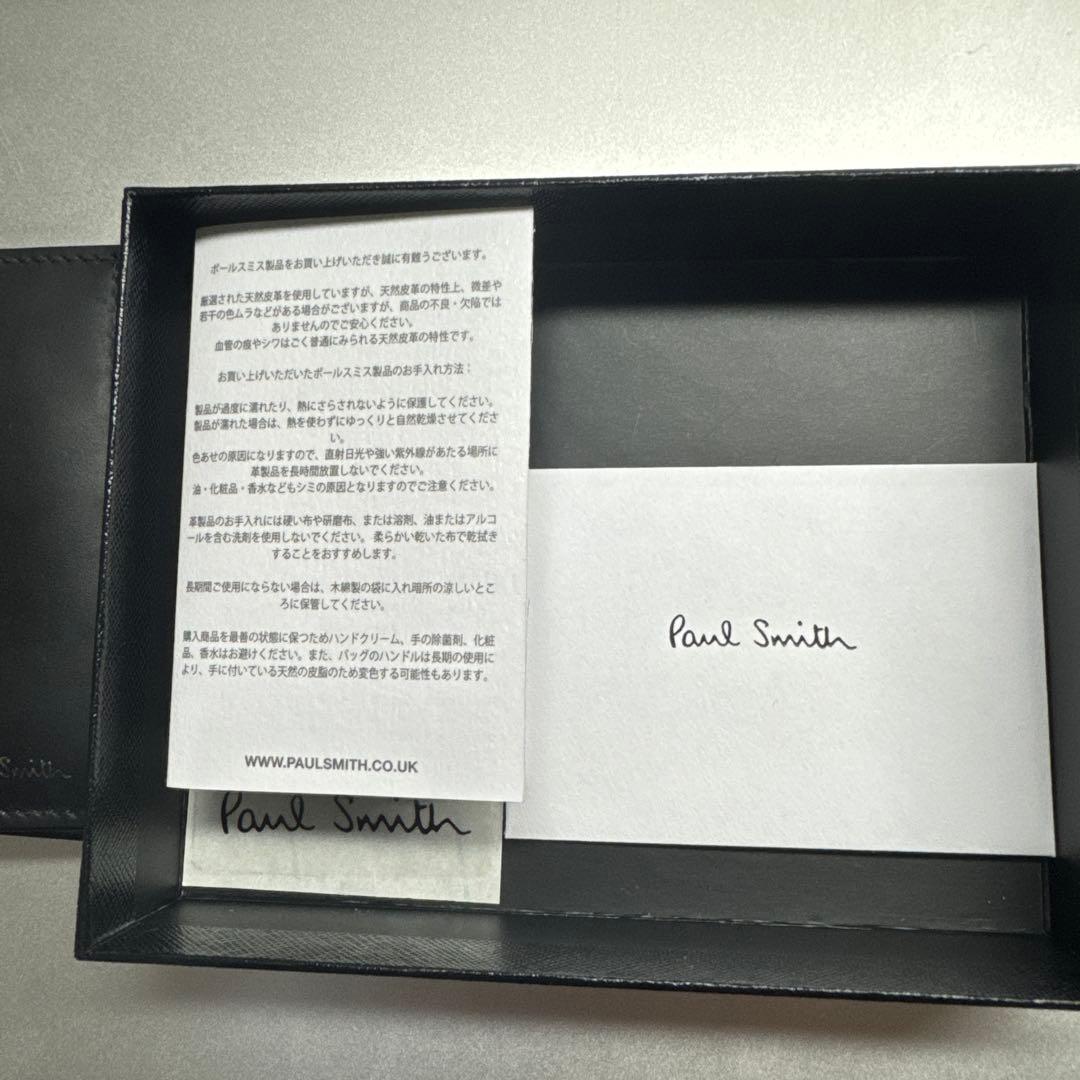 ポールスミス製品をお買い上げいただき誠に有難うございます。
厳選された天然皮革を使用していますが、天然皮革の特性上、微差や
若干の色ムラなどがある場合がございますが、商品の不良・欠陥では
ありませんのでご安心ください。
血管の痕やシワはごく普通にみられる天然皮革の特性です。
お買い上げいただいたポールスミス製品のお手入れ方法：
製品が過度に濡れたり、熱にさらされないように保護してください。
製品が濡れた場合は、熱を使わずにゆっくりと自然乾燥させてくださ
い。
色あせの原因になりますので、直射日光や強い紫外線があたる場所に
革製品を長時間放置しないでください。
油・化粧品・香水などもシミの原因となりますのでご注意ください。
革製品のお手入れには硬い布や研磨布、または溶剤、油またはアルコ
ールを含む洗剤を使用しないでください。 柔らかい乾いた布で乾拭き
することをおすすめします。
長期間ご使用にならない場合は、木綿製の袋に入れ暗所の涼しいとこ
ろに保管してください。
購入商品を最善の状態に保つためハンドクリーム、手の除菌剤、化粧
品、香水はお避けください。また、バッグのハンドルは長期の使用に
より、手に付いている天然の皮脂のため変色する可能性もあります。
WWW.PAULSMITH.CO.UK
Paul Smith
Paul Smith
Smith